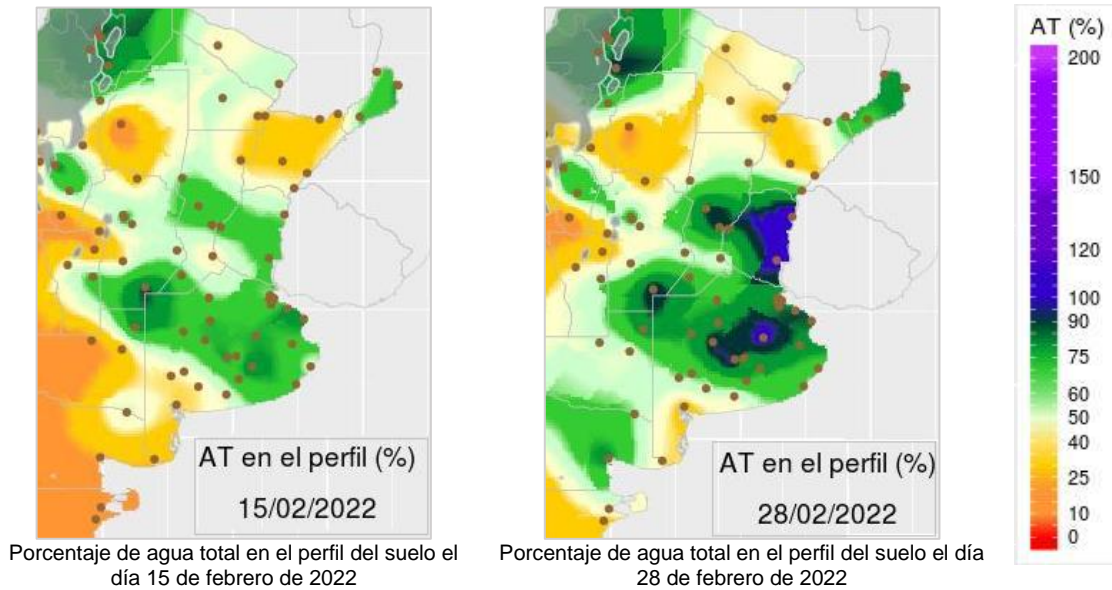 AT (%)
200
150
120
100
90
75
60
50
40
25
10
0
AT en el perfil (%)
15/02/2022
AT en el perfil (%)
28/02/2022
Porcentaje de agua total en el perfil del suelo el
día 15 de febrero de 2022
Porcentaje de agua total en el perfil del suelo el día
28 de febrero de 2022